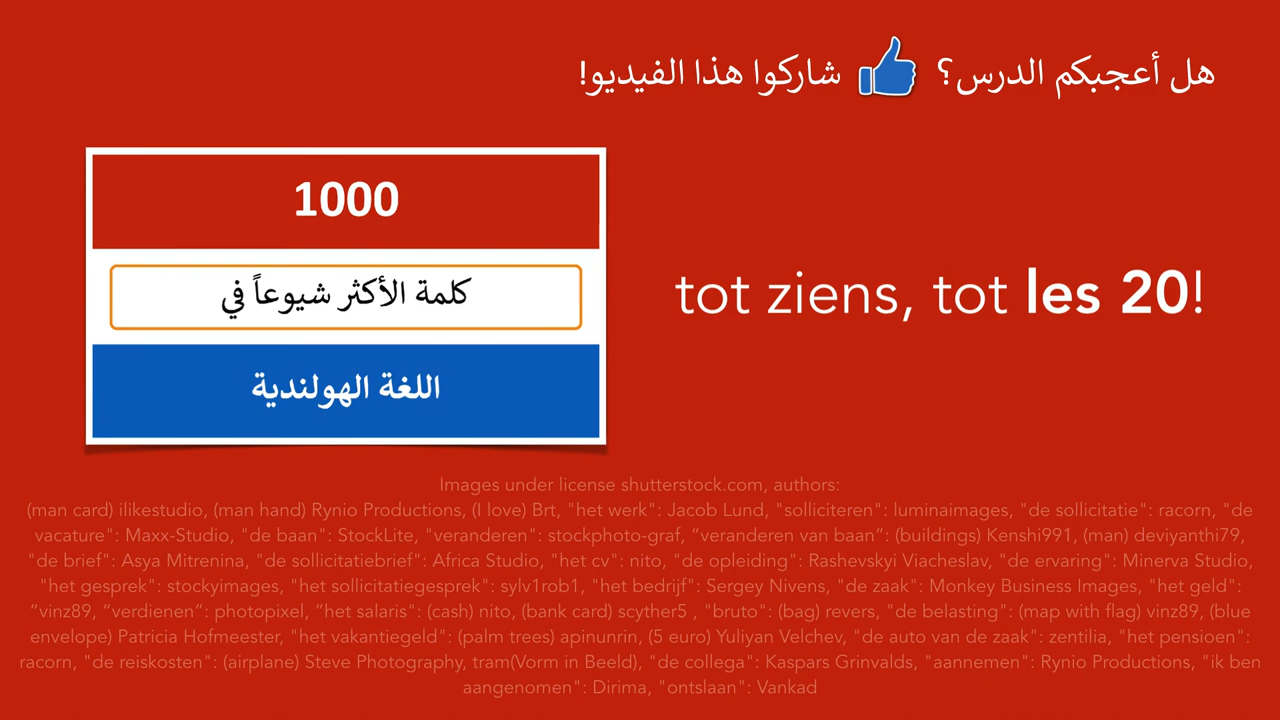 هل أعجبكم الدرس؟ شاركوا هذا الفيديو!
1000
كلمة الأكثر شيوعاً في
اللغة الهولندية
tot ziens, tot les 20!
Images under license shutterstock.com, authors:
(man card) ilikestudio, (man hand) Rynio Productions, (I love) Brt, "het werk": Jacob Lund, "solliciteren": luminaimages, "de sollicitatie": racorn, "de
vacature": Maxx-Studio, "de baan": StockLite, "veranderen": stockphoto-graf, “veranderen van baan”: (buildings) Kenshi991, (man) deviyanthi79,
"de brief": Asya Mitrenina, "de sollicitatiebrief": Africa Studio, "het cv": nito, "de opleiding": Rashevskyi Viacheslav, "de ervaring": Minerva Studio,
"het gesprek": stockyimages, "het sollicitatiegesprek": sylv1rob1, "het bedrijf": Sergey Nivens, "de zaak": Monkey Business Images, "het geld":
“vinz89, “verdienen”: photopixel, ”het salaris": (cash) nito, (bank card) scyther5 , "bruto": (bag) revers, "de belasting": (map with flag) vinz89, (blue
envelope) Patricia Hofmeester, "het vakantiegeld": (palm trees) apinunrin, (5 euro) Yuliyan Velchev, "de auto van de zaak": zentilia, "het pensioen":
racorn, "de reiskosten": (airplane) Steve Photography, tram(Vorm in Beeld), "de collega": Kaspars Grinvalds, "aannemen": Rynio Productions, "ik ben
aangenomen": Dirima, "ontslaan": Vankad